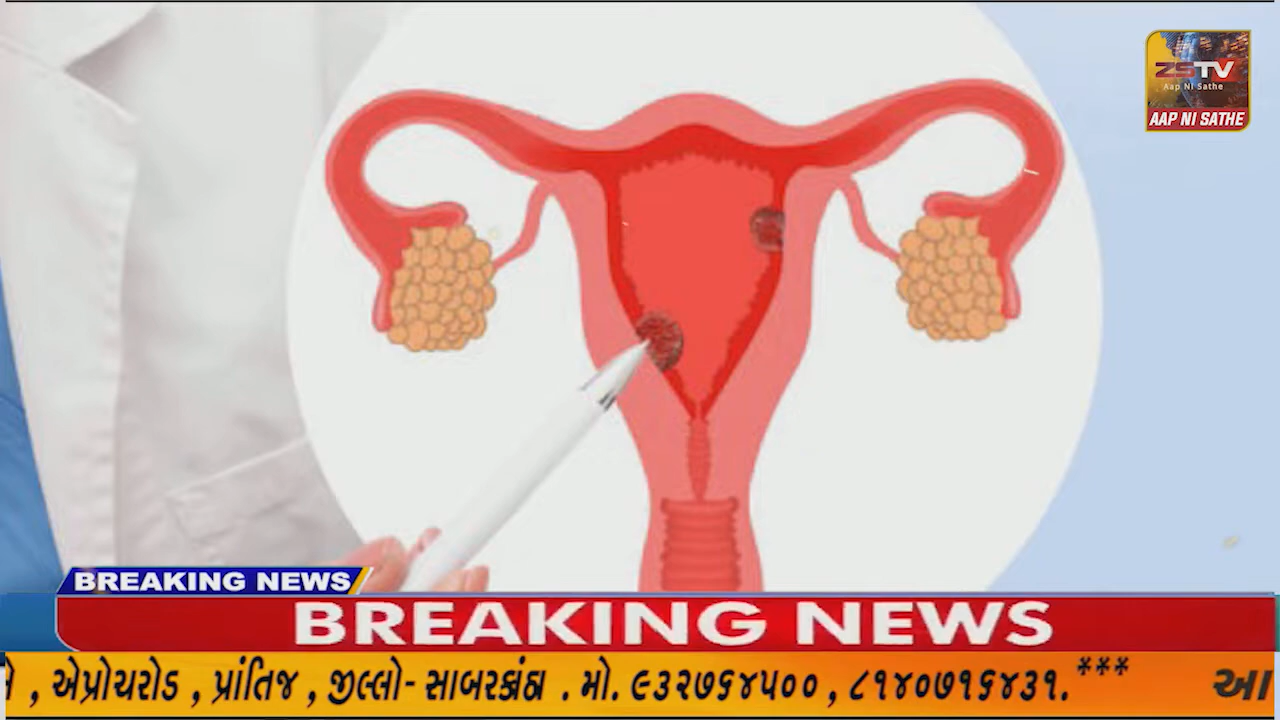 ZSTV
Aap Ni Sathe
AAP NI SATHE
BREAKING NEWS
BREAKING NEWS
, એપ્રોચરોડ , પ્રાંતિજ , જીલ્લો- સાબરકાંઠા . મો. ૯૩૨૭૬૪૫૦૦ , ૮૧૪૦૭૧૬૪૩૧.*** આ